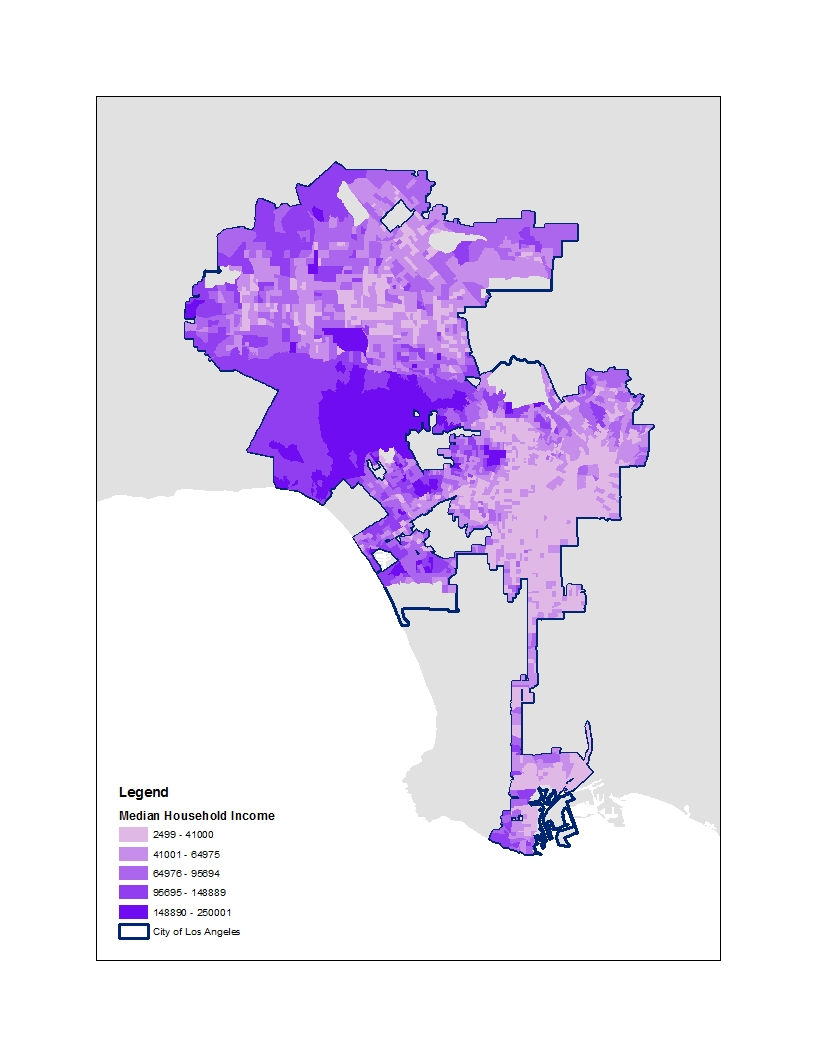 Legend
Median Household Income
2499 - 41000
41001 - 64975
64976 - 95694
95695 - 148889
148890 - 250001
City of Los Angeles